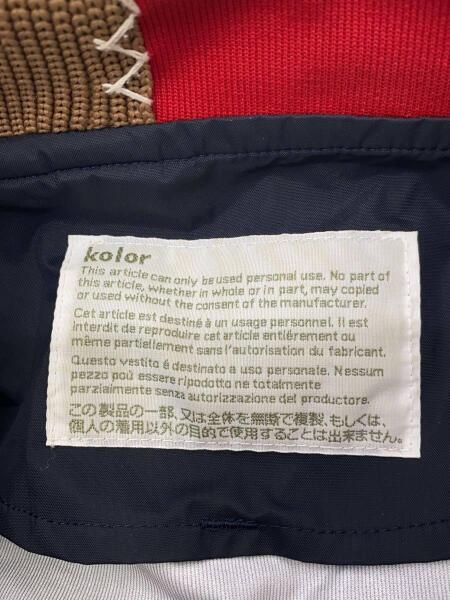 kolor
This article can only be used personal use. No part of
this article, whether in whole or in part, may copied
or used without the consent of the manufacturer.
Cet article est destiné à un usage personnel. Il est
interdit de reproduire cet article entiérement ou
même partiellement sans l'autorisation du fabricant.
Questo vestito é destinato a uso personale. Nessum
pezzo poù essere ripodotto ne totalmente
parziaimente senza autorizzazione del produttore.
この製品の一部、又は全体を無断で複製、もしくは、
個人の着用以外の目的で使用することは出来ません。